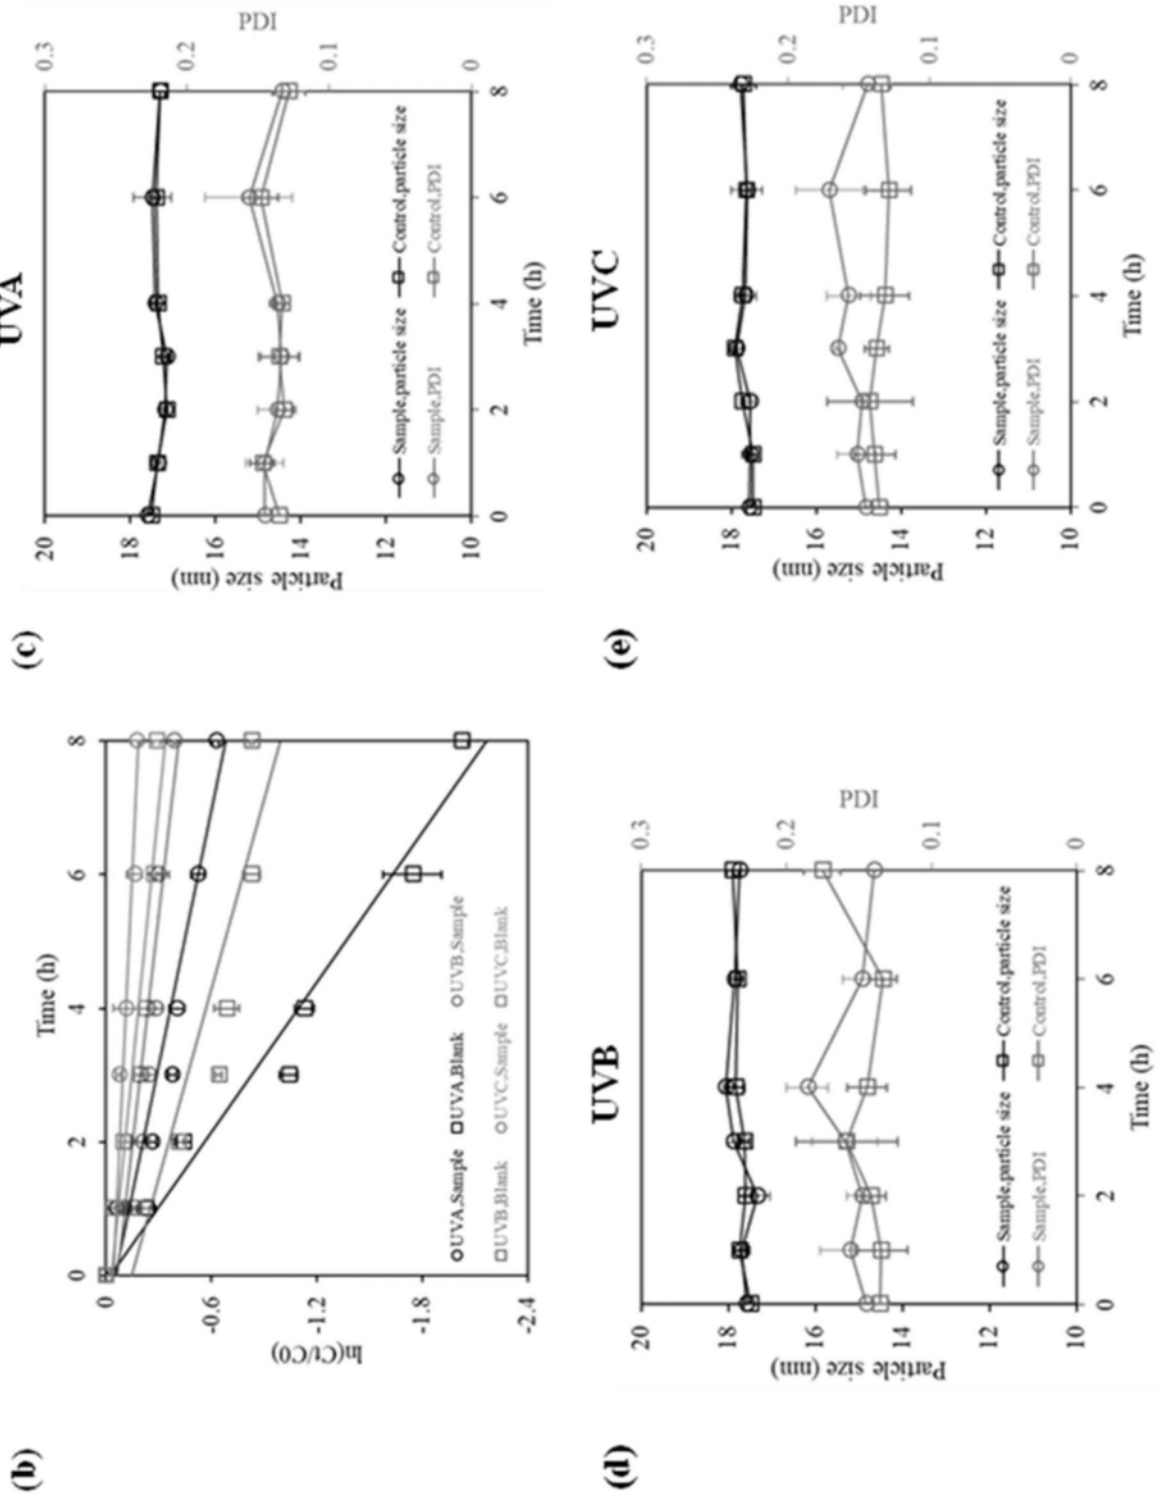 (b)
Time (h)
0 2 4 6 8
0
-0.6
-1.2
-1.8
-2.4
ln(Ct/C0)
UVA,Sample UVA,Blank UVB,Sample
UVB,Blank UVC,Sample UVC,Blank
(c)
UVA
20
18
16
14
12
10
Particle size (nm)
0.3
0.2
0.1
0
PDI
Sample,particle size Control,particle size
Sample,PDI Control,PDI
0 2 4 6 8
Time (h)
(d)
UVB
20
18
16
14
12
10
Particle size (nm)
0.3
0.2
0.1
0
PDI
Sample,particle size Control,particle size
Sample,PDI Control,PDI
0 2 4 6 8
Time (h)
(e)
UVC
20
18
16
14
12
10
Particle size (nm)
0.3
0.2
0.1
0
PDI
Sample,particle size Control,particle size
Sample,PDI Control,PDI
0 2 4 6 8
Time (h)